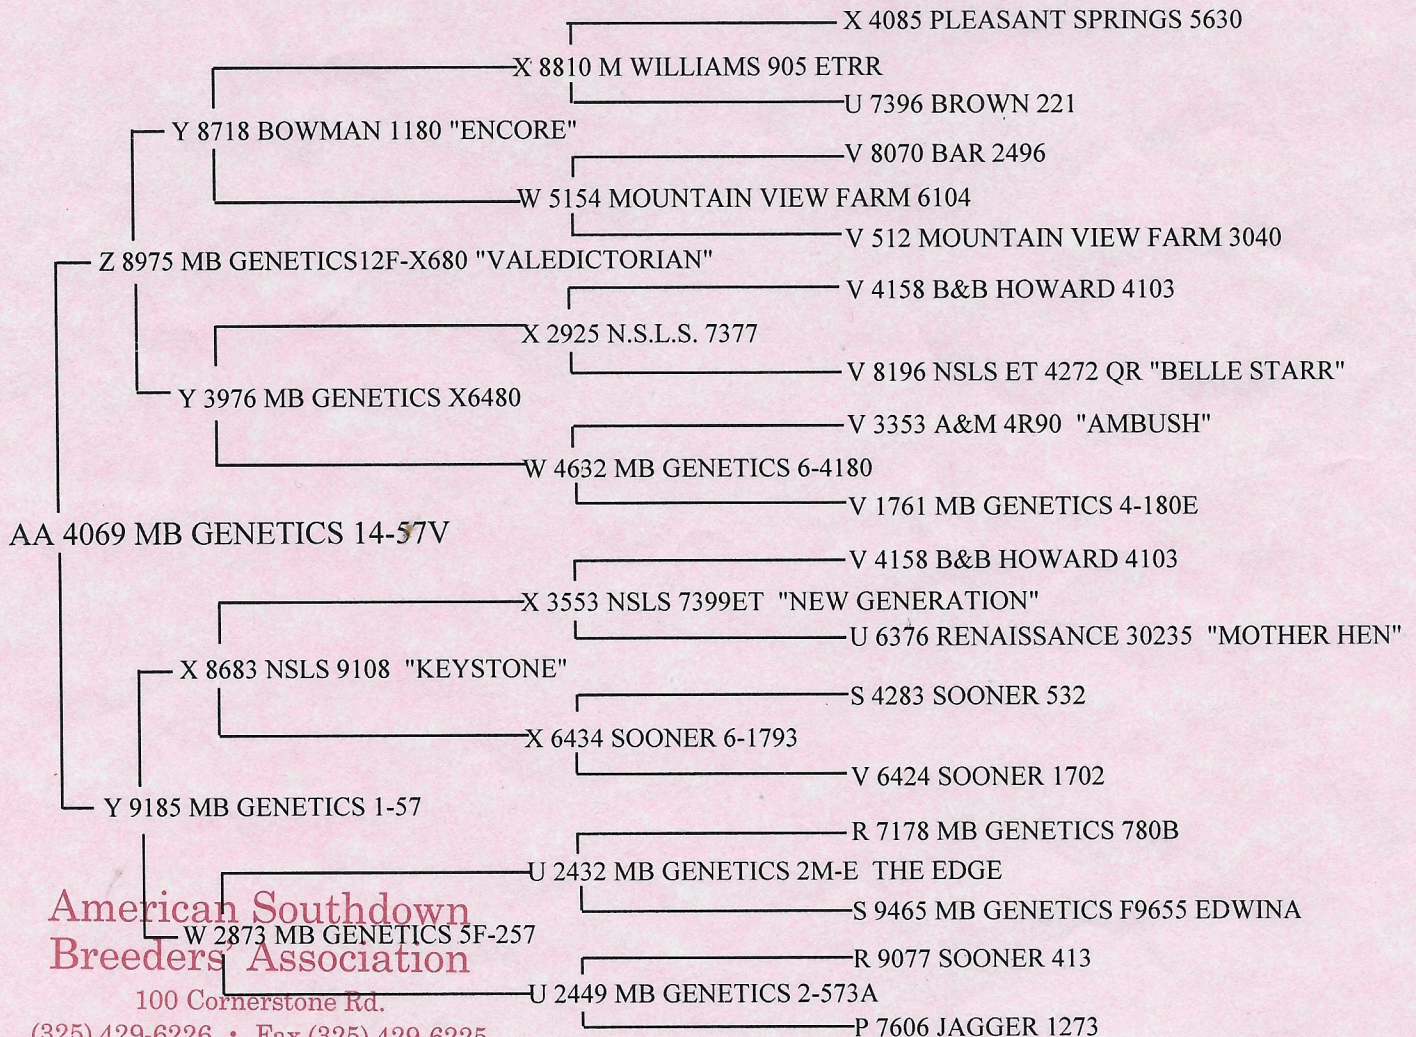 X 4085 PLEASANT SPRINGS 5630
X 8810 M WILLIAMS 905 ETRR
U 7396 BROWN 221
Y 8718 BOWMAN 1180 "ENCORE"
V 8070 BAR 2496
W 5154 MOUNTAIN VIEW FARM 6104
V 512 MOUNTAIN VIEW FARM 3040
Z 8975 MB GENETICS12F-X680 "VALEDICTORIAN"
V 4158 B&B HOWARD 4103
X 2925 N.S.L.S. 7377
V 8196 NSLS ET 4272 QR "BELLE STARR"
Y 3976 MB GENETICS X6480
V 3353 A&M 4R90 "AMBUSH"
W 4632 MB GENETICS 6-4180
V 1761 MB GENETICS 4-180E
AA 4069 MB GENETICS 14-57V
V 4158 B&B HOWARD 4103
X 3553 NSLS 7399ET "NEW GENERATION"
U 6376 RENAISSANCE 30235 "MOTHER HEN"
X 8683 NSLS 9108 "KEYSTONE"
S 4283 SOONER 532
X 6434 SOONER 6-1793
V 6424 SOONER 1702
Y 9185 MB GENETICS 1-57
R 7178 MB GENETICS 780B
U 2432 MB GENETICS 2M-E THE EDGE
S 9465 MB GENETICS F9655 EDWINA
W 2873 MB GENETICS 5F-257
R 9077 SOONER 413
U 2449 MB GENETICS 2-573A
P 7606 JAGGER 1273
American Southdown
Breeders' Association
100 Cornerstone Rd.
(325) 429-6226 • Fax (325) 429-6225